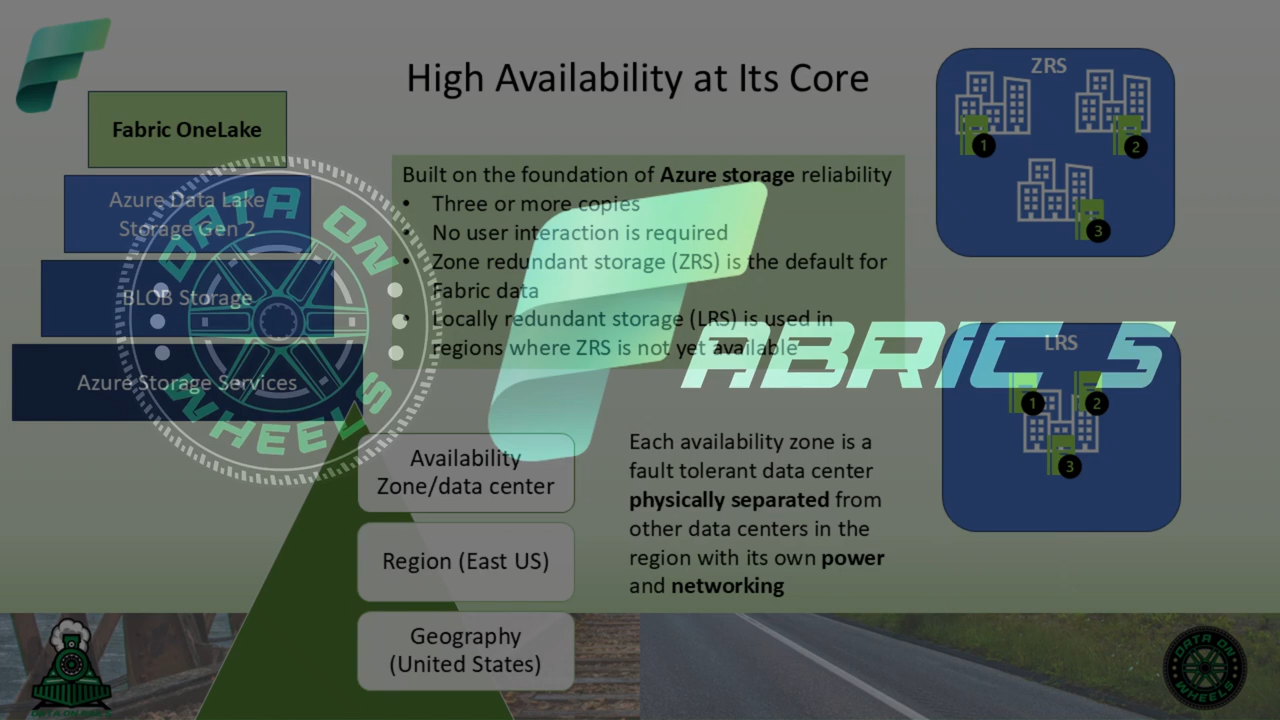 High Availability at Its Core
Fabric OneLake
Azure Data Lake
Storage Gen 2
BLOB Storage
Azure Storage Services
DATA ON
WHEELS
Built on the foundation of Azure storage reliability
• Three or more copies
• No user interaction is required
• Zone redundant storage (ZRS) is the default for
Fabric data
• Locally redundant storage (LRS) is used in
regions where ZRS is not yet available
FABRIC 5
ZRS
1
2
3
LRS
1
2
3
Availability
Zone/data center
Region (East US)
Geography
(United States)
Each availability zone is a
fault tolerant data center
physically separated from
other data centers in the
region with its own power
and networking
DATA ON
WHEELS